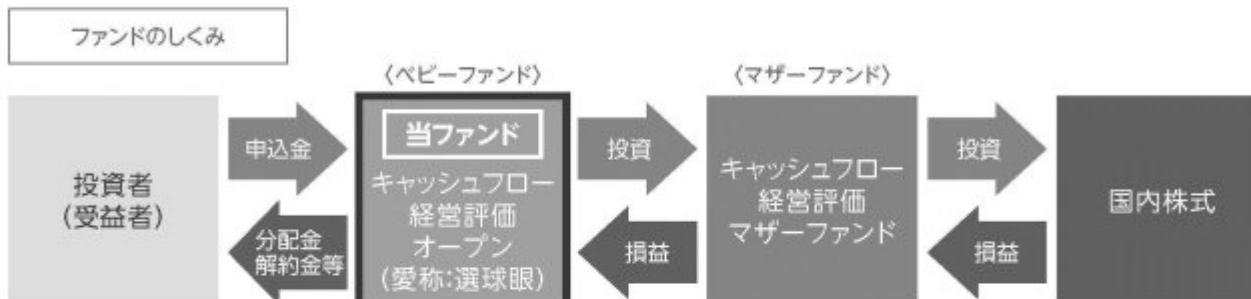 ファンドのしくみ
〈ベビーファンド〉
〈マザーファンド〉
投資者
(受益者)
申込金
分配金
解約金等
当ファンド
キャッシュフロー
経営評価
オープン
(愛称:選球眼)
投資
損益
キャッシュフロー
経営評価
マザーファンド
投資
損益
国内株式